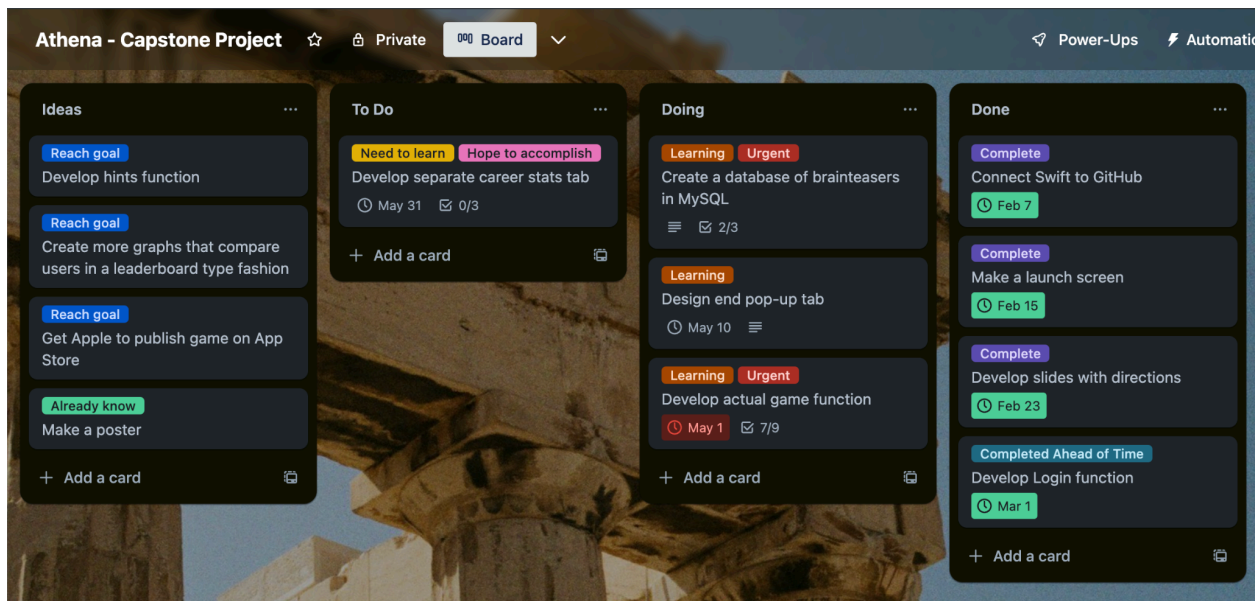 Athena - Capstone Project Private Board Power-Ups Automatic
Ideas
Reach goal
Develop hints function
Reach goal
Create more graphs that compare
users in a leaderboard type fashion
Reach goal
Get Apple to publish game on App
Store
Already know
Make a poster
+ Add a card
To Do
Need to learn Hope to accomplish
Develop separate career stats tab
May 31 0/3
+ Add a card
Doing
Learning Urgent
Create a database of brainteasers
in MySQL
2/3
Learning
Design end pop-up tab
May 10
Learning Urgent
Develop actual game function
May 1 7/9
+ Add a card
Done
Complete
Connect Swift to GitHub
Feb 7
Complete
Make a launch screen
Feb 15
Complete
Develop slides with directions
Feb 23
Completed Ahead of Time
Develop Login function
Mar 1
+ Add a card